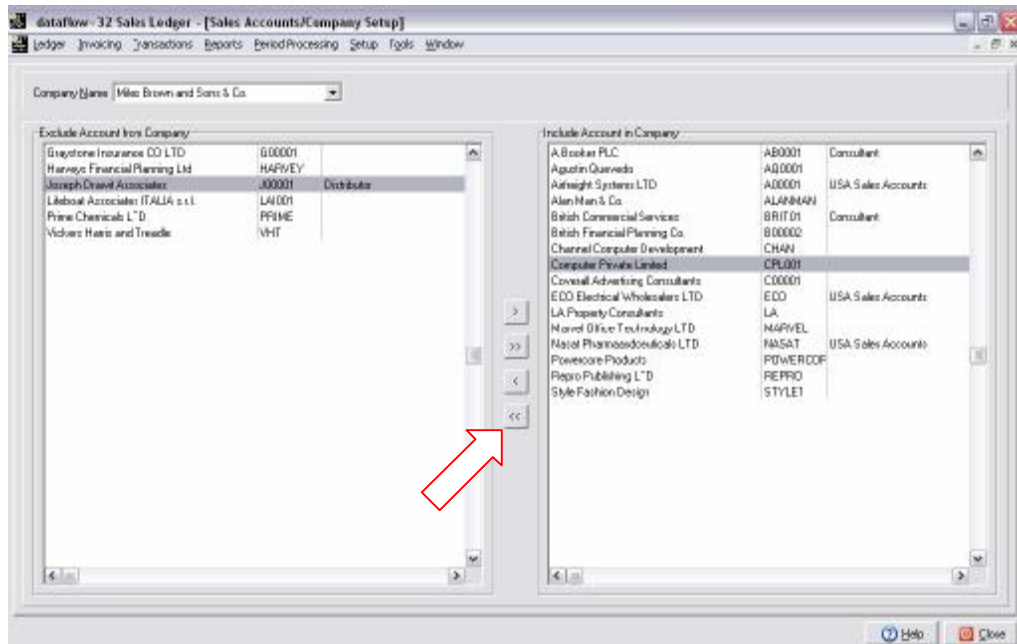 dataflow- 32 Sales Ledger - [Sales Accounts/Company Setup]
Ledger Invoicing Transactions Reports Period Processing Setup Tools Window
Company Name Miles Brown and Sons & Co.
Exclude Account from Company
Graystone Insurance CO LTD G00001
Harveys Financial Planning Ltd HARVEY
Joseph Associates J00001 Distributor
Lifeboat Associates ITALIA s.r.l. LAI001
Prime Chemicals LTD PRIME
Vickers Harris and Treadle VHT
>
>>
<
<<
Include Account in Company
A Booker PLC AB0001 Consultant
Agustin Quevedo AQ0001
Airfreight Systems LTD A00001 USA Sales Accounts
Alan Man & Co. ALANMAN
British Commercial Services BRIT01 Consultant
British Financial Planning Co. B00002
Channel Computer Development CHAN
Computer Private Limited CPL001
Coverall Advertising Consultants C00001
ECO Electrical Wholesalers LTD ECO USA Sales Accounts
LA Property Consultants LA
Marvel Office Technology LTD MARVEL
Nasat LTD NASAT USA Sales Accounts
Powercore Products POWERCOR
Repro Publishing LTD REPRO
Style Fashion Design STYLE1
Help Close